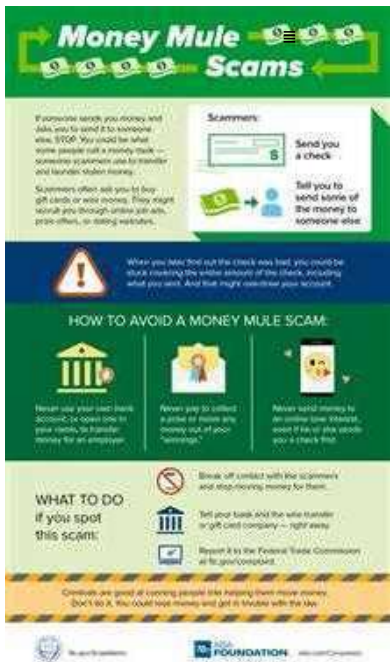 Money Mule
Scams
If someone sends you money and
asks you to send it to someone
else, STOP. You could be what
some people call a money mule —
someone scammers use to transfer
and launder stolen money.
Scammers often ask you to buy
gift cards or wire money. They might
recruit you through online job ads,
prize offers, or dating websites.
Scammers:
Send you
a check
Tell you to
send some of
the money to
someone else
When you later find out the check was bad, you could be
stuck covering the entire amount of the check, including
what you sent. And that might overdraw your account.
HOW TO AVOID A MONEY MULE SCAM:
Never use your own bank
account, or open one in
your name, to transfer
money for an employer.
Never pay to collect
a prize or move any
money out of your
"winnings."
Never send money to
an online love interest,
even if he or she sends
you a check first.
WHAT TO DO
if you spot
this scam:
Break off contact with the scammers
and stop moving money for them.
Tell your bank and the wire transfer
or gift card company — right away.
Report it to the Federal Trade Commission
at ftc.gov/complaint.
Criminals are good at conning people into helping them move money.
Don't do it. You could lose money and get in trouble with the law.
FOUNDATION